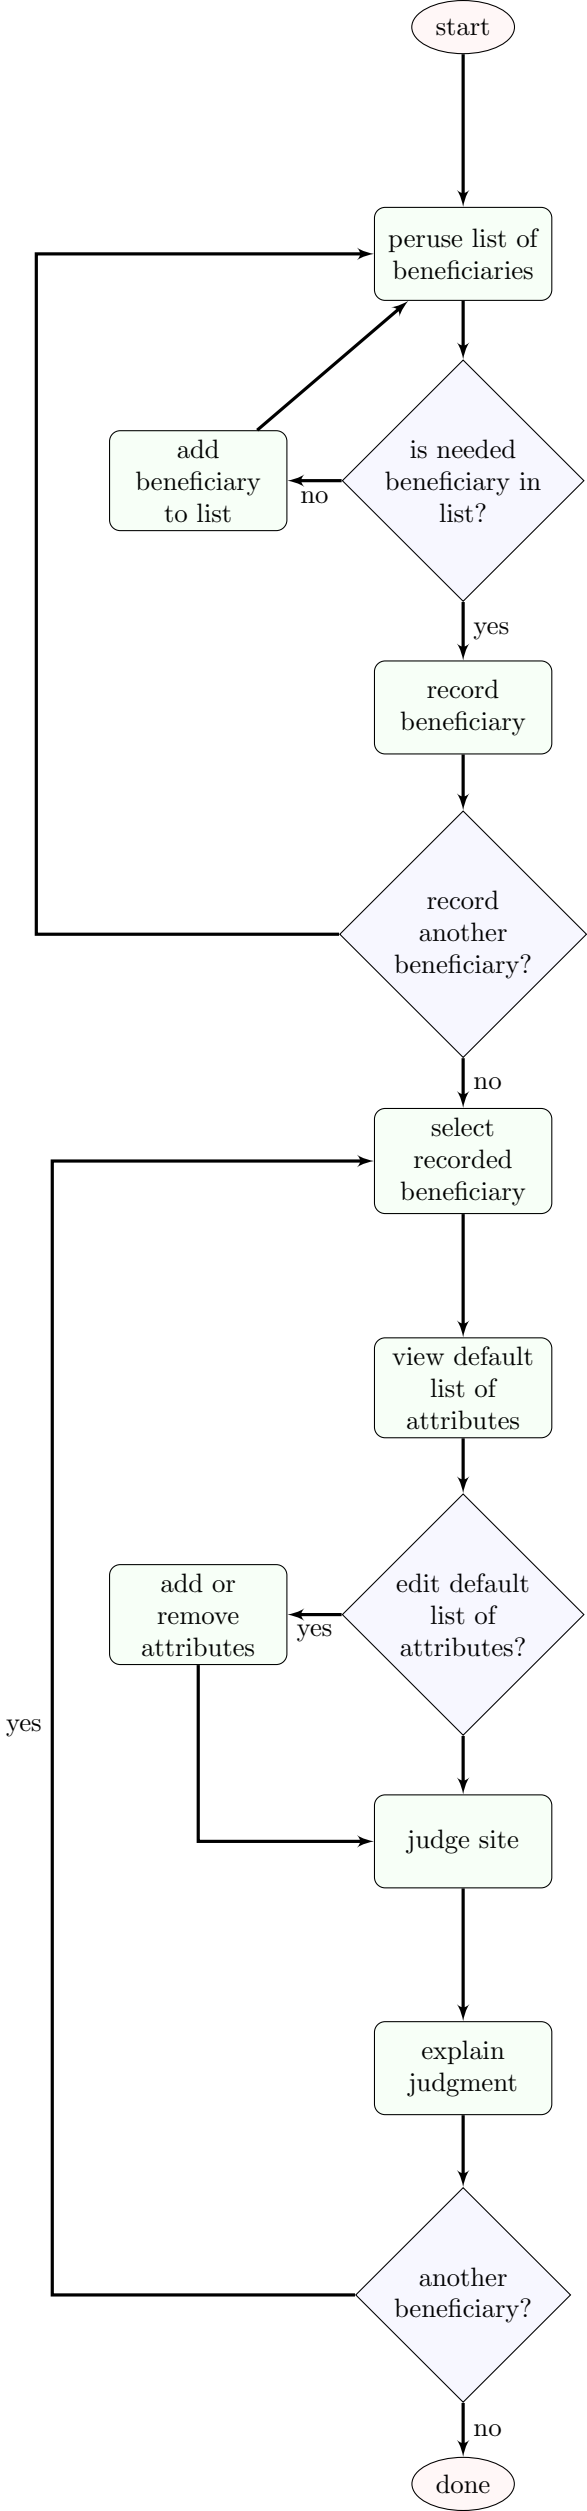 start
peruse list of
beneficiaries
add
beneficiary
to list
no
is needed
beneficiary in
list?
yes
record
beneficiary
record
another
beneficiary?
no
select
recorded
beneficiary
view default
list of
attributes
add or
remove
attributes
yes
edit default
list of
attributes?
yes
judge site
explain
judgment
another
beneficiary?
no
done